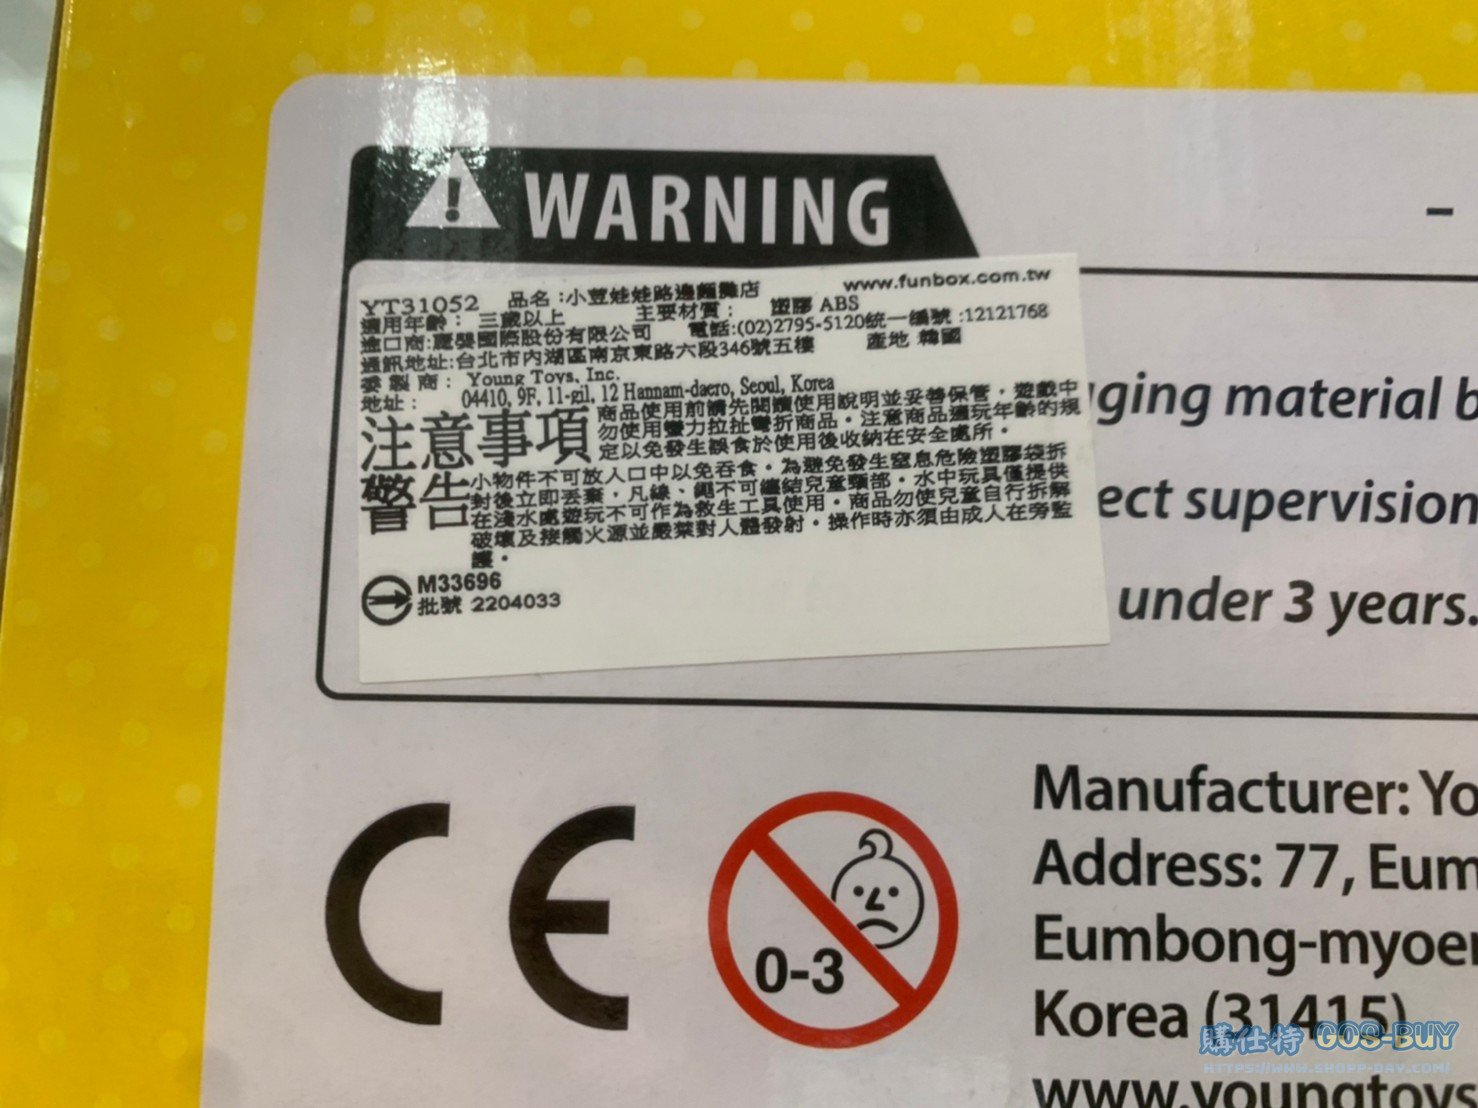 WARNING
-
www.funbox.com.tw
YT31052 品名：小荳娃娃路邊麵攤店
適用年齡： 三歲以上 主要材質： 塑膠 ABS
進口商:麗嬰國際股份有限公司 電話:(02)2795-5120統一編號:12121768
通訊地址:台北市內湖區南京東路六段346號五樓 產地 韓國
委製商： Young Toys, Inc.
地址： 04410, 9F, 11-gil, 12 Hannam-daero, Seoul, Korea
注意事項
商品使用前請先閱讀使用說明並妥善保管，遊戲中
勿使用蠻力拉扯彎折商品。注意商品適玩年齡的規
定以免發生誤食於使用後收納在安全處所。
警告
小物件不可放入口中以免吞食。為避免發生窒息危險塑膠袋拆
封後立即丟棄，凡線、繩不可纏結兒童頸部。水中玩具僅提供
在淺水處遊玩不可作為救生工具使用。商品勿使兒童自行拆解
破壞及接觸火源並嚴禁對人體發射。操作時亦須由成人在旁監
護。
M33696
批號 2204033
ging material b
ect supervision
under 3 years.
CE
0-3
Manufacturer: Yo
Address: 77, Eum
Eumbong-myoe
Korea (31415)
www.youngtoys
購仕特 GOS-BUY
HTTPS://WWW.SHOPP-DAY.COM/